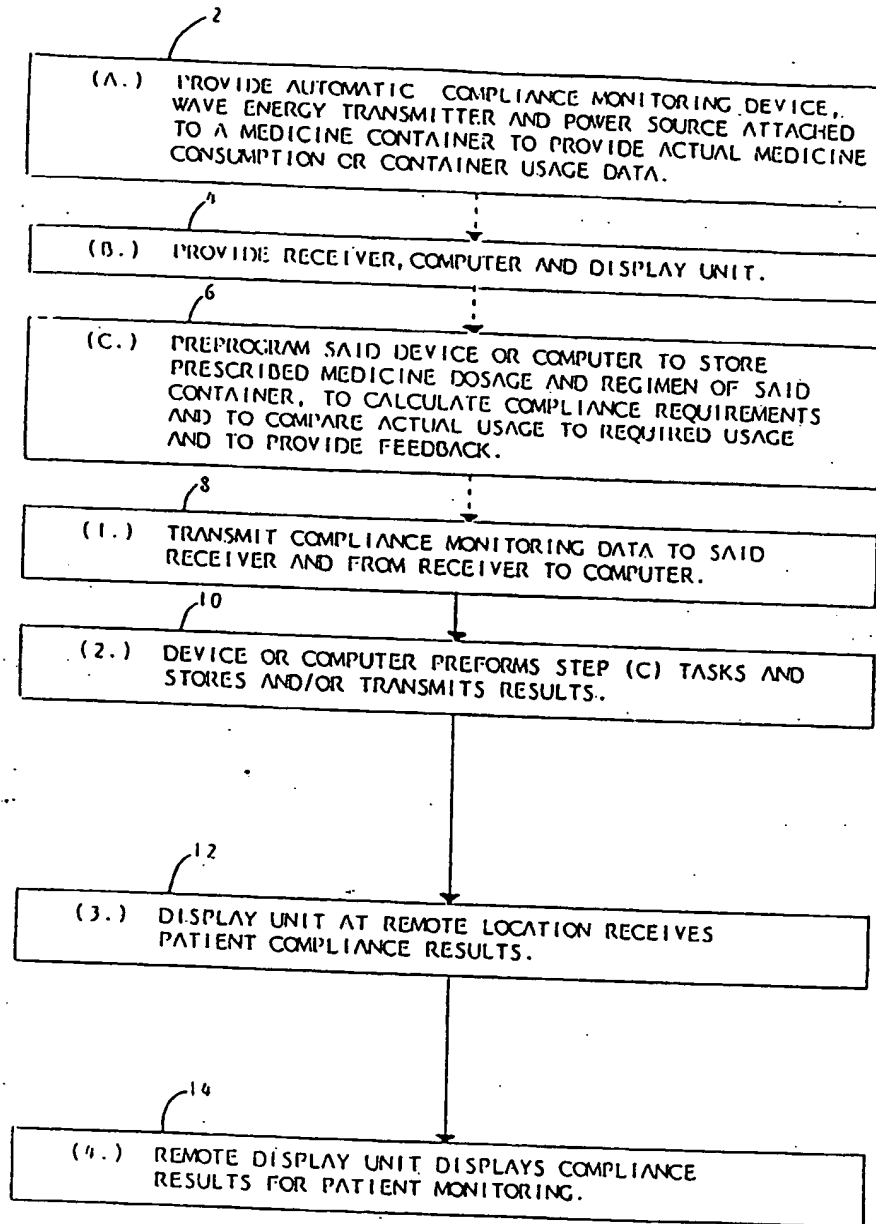 2
(A.) PROVIDE AUTOMATIC COMPLIANCE MONITORING DEVICE,
WAVE ENERGY TRANSMITTER AND POWER SOURCE ATTACHED
TO A MEDICINE CONTAINER TO PROVIDE ACTUAL MEDICINE
CONSUMPTION OR CONTAINER USAGE DATA.
4
(B.) PROVIDE RECEIVER, COMPUTER AND DISPLAY UNIT.
6
(C.) PREPROGRAM SAID DEVICE OR COMPUTER TO STORE
PRESCRIBED MEDICINE DOSAGE AND REGIMEN OF SAID
CONTAINER, TO CALCULATE COMPLIANCE REQUIREMENTS
AND TO COMPARE ACTUAL USAGE TO REQUIRED USAGE
AND TO PROVIDE FEEDBACK.
8
(1.) TRANSMIT COMPLIANCE MONITORING DATA TO SAID
RECEIVER AND FROM RECEIVER TO COMPUTER.
10
(2.) DEVICE OR COMPUTER PREFORMS STEP (C) TASKS AND
STORES AND/OR TRANSMITS RESULTS.
12
(3.) DISPLAY UNIT AT REMOTE LOCATION RECEIVES
PATIENT COMPLIANCE RESULTS.
14
(4.) REMOTE DISPLAY UNIT DISPLAYS COMPLIANCE
RESULTS FOR PATIENT MONITORING.